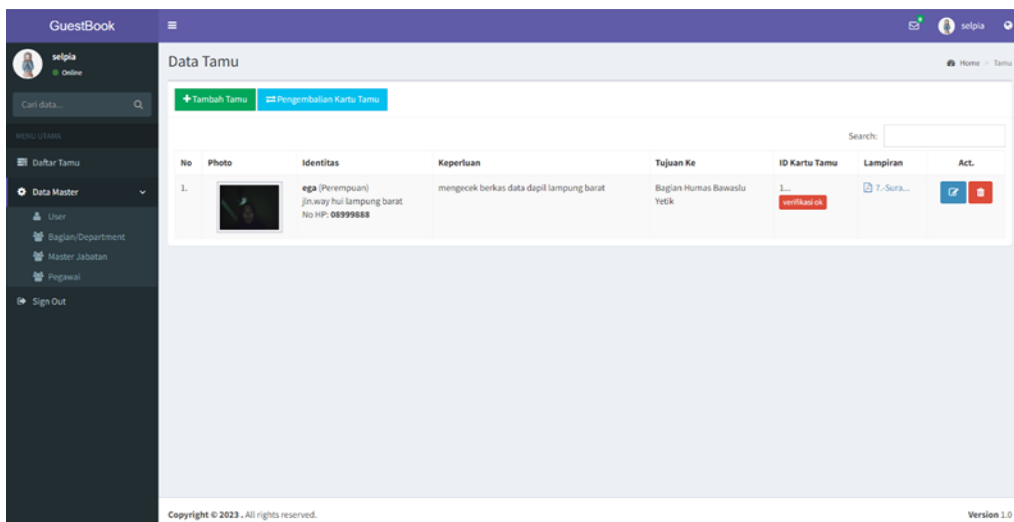 GuestBook
selpia
selpia
Online
Data Tamu
Home > Tamu
Cari data...
+Tambah Tamu
Pengembalian Kartu Tamu
MENU UTAMA
Search:
Daftar Tamu
No Photo Identitas Keperluan Tujuan Ke ID Kartu Tamu Lampiran Act.
Data Master
1. ega (Perempuan) mengecek berkas data dapil lampung barat Bagian Humas Bawaslu 1... 7.-Sura...
jln.way hui lampung barat Yetik verifikasi ok
No HP: 08999888
User
Bagian/Department
Master Jabatan
Pegawai
Sign Out
Copyright © 2023 . All rights reserved.
Version 1.0